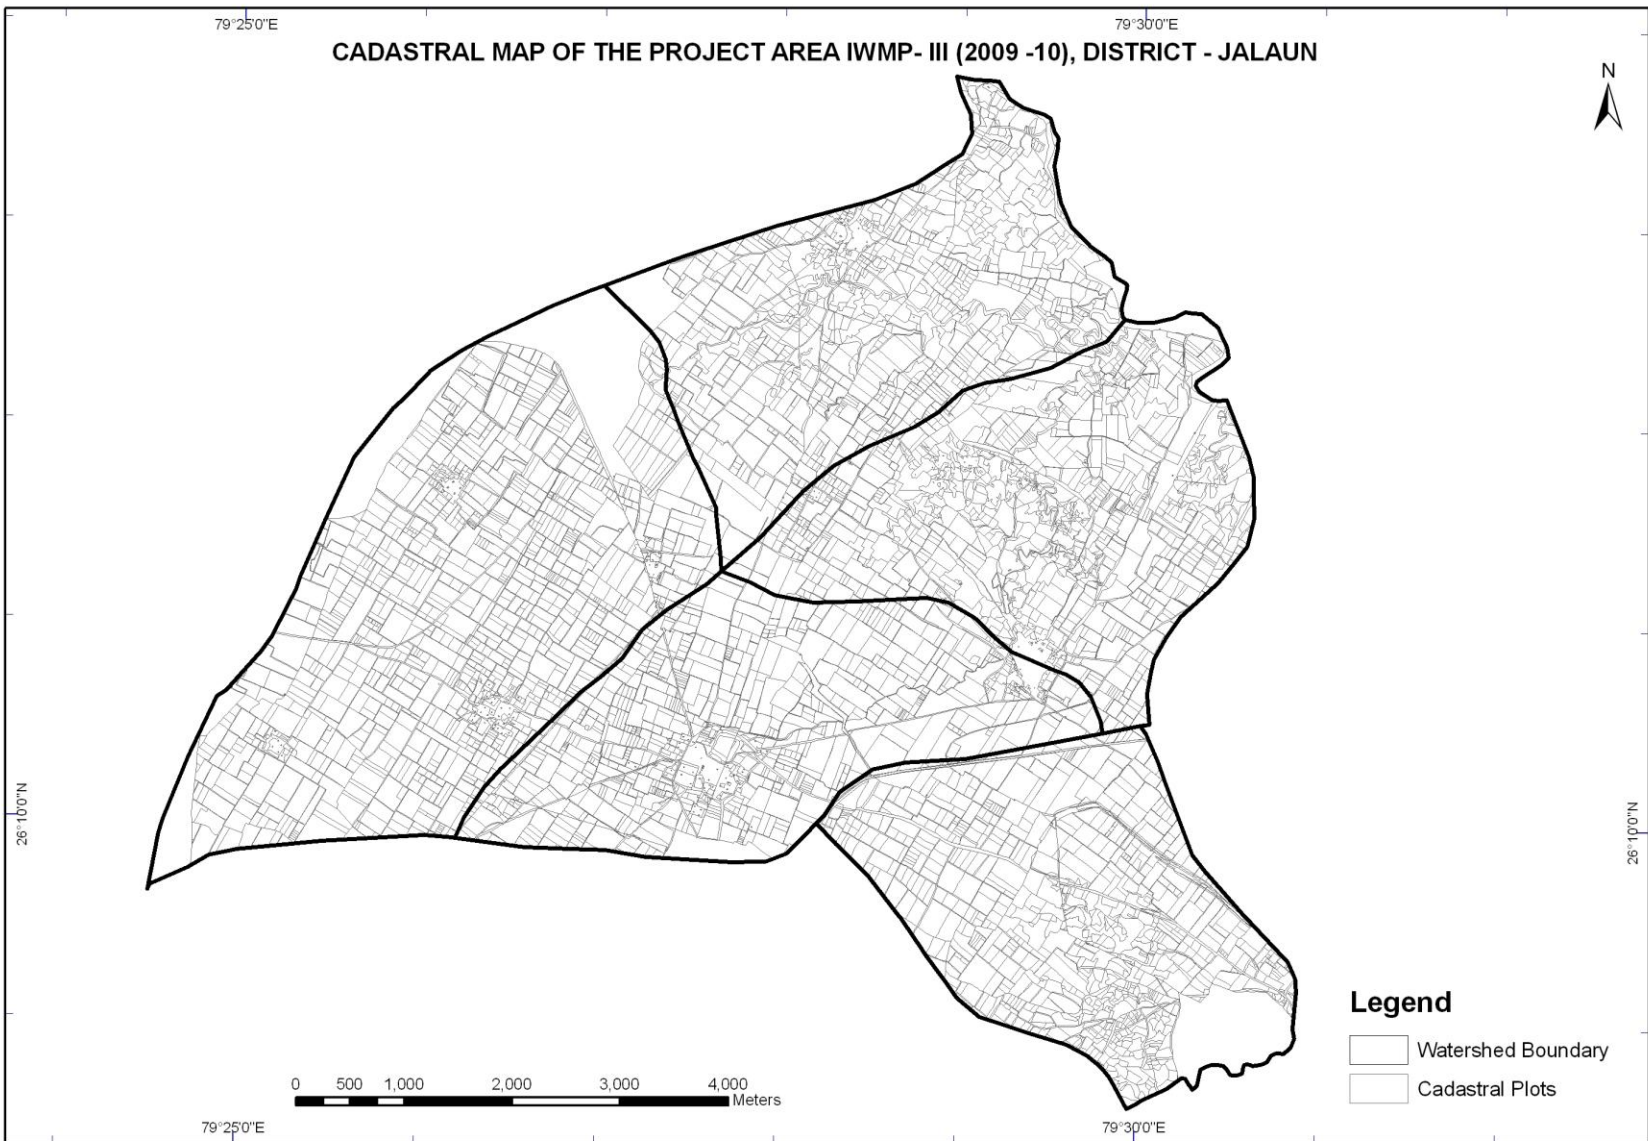 79°25'0"E
79°30'0"E
CADASTRAL MAP OF THE PROJECT AREA IWMP- III (2009 -10), DISTRICT - JALAUN
N
26°10'0"N
26°10'0"N
Legend
Watershed Boundary
Cadastral Plots
0 500 1,000 2,000 3,000 4,000
Meters
79°25'0"E
79°30'0"E